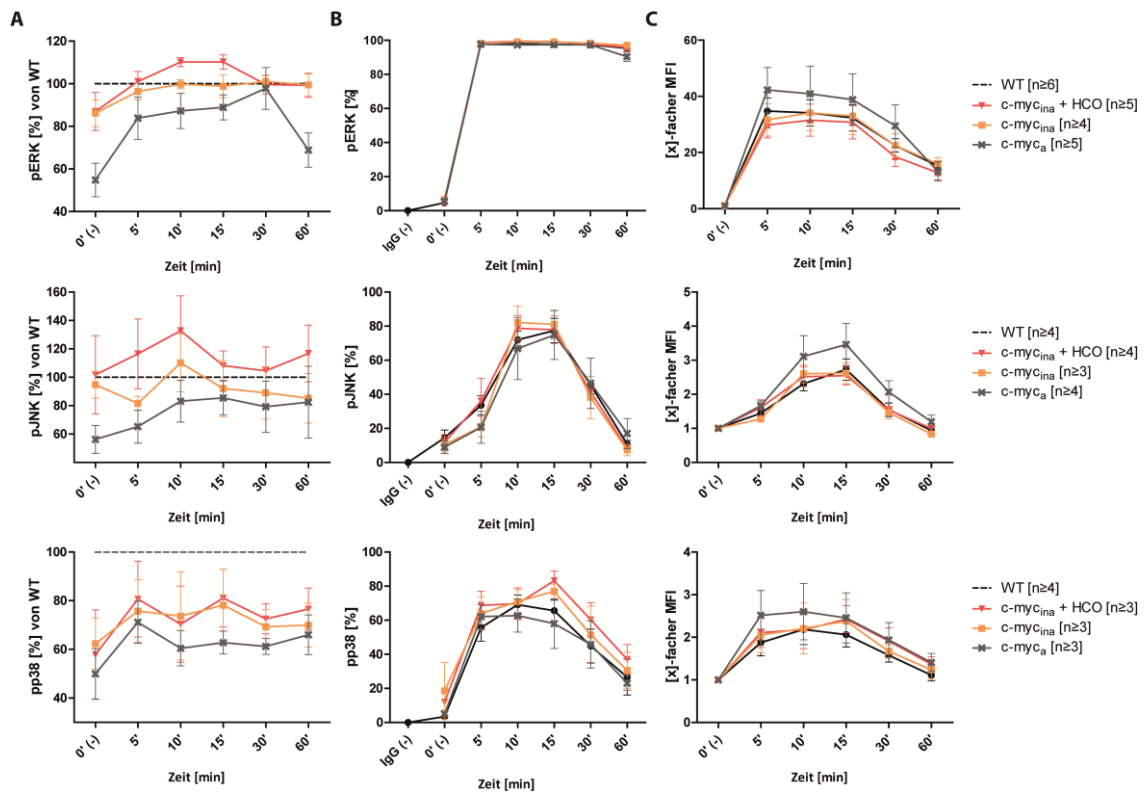 A
pERK [%] von WT
120
100
80
60
40
0' (-)
5'
10'
15'
30'
60'
Zeit [min]
B
pERK [%]
100
80
60
40
20
0
IgG (-)
0' (-)
5'
10'
15'
30'
60'
Zeit [min]
C
[x]-facher MFI
60
40
20
0
0' (-)
5'
10'
15'
30'
60'
Zeit [min]
WT [n≥6]
c-mycina + HCO [n≥5]
c-mycina [n≥4]
c-myca [n≥5]
pJNK [%] von WT
160
140
120
100
80
60
0' (-)
5'
10'
15'
30'
60'
Zeit [min]
pJNK [%]
100
80
60
40
20
0
IgG (-)
0' (-)
5'
10'
15'
30'
60'
Zeit [min]
[x]-facher MFI
5
4
3
2
1
0
0' (-)
5'
10'
15'
30'
60'
Zeit [min]
WT [n≥4]
c-mycina + HCO [n≥4]
c-mycina [n≥3]
c-myca [n≥4]
pp38 [%] von WT
100
80
60
40
0' (-)
5'
10'
15'
30'
60'
Zeit [min]
pp38 [%]
100
80
60
40
20
0
IgG (-)
0' (-)
5'
10'
15'
30'
60'
Zeit [min]
[x]-facher MFI
4
3
2
1
0
0' (-)
5'
10'
15'
30'
60'
Zeit [min]
WT [n≥4]
c-mycina + HCO [n≥3]
c-mycina [n≥3]
c-myca [n≥3]